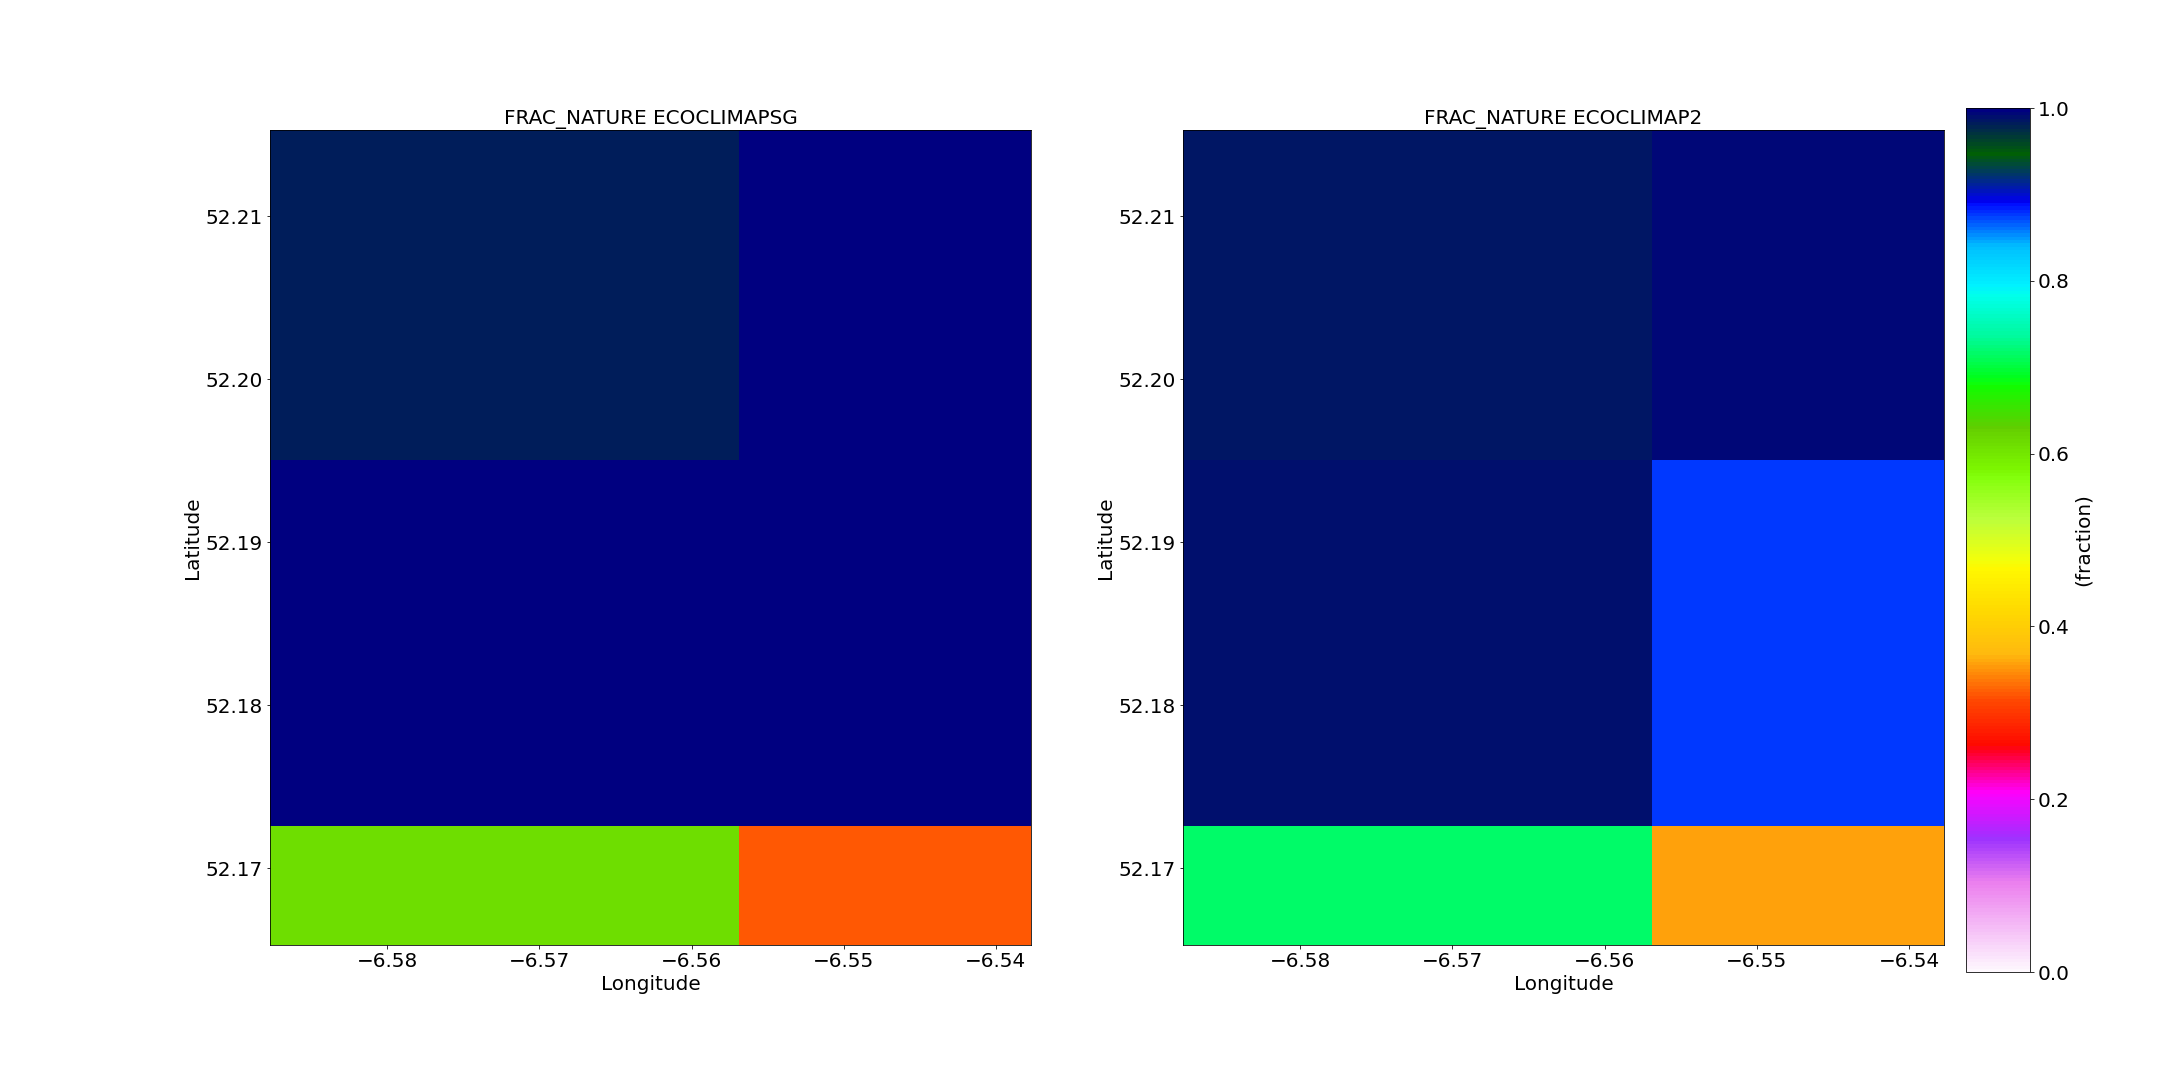 FRAC_NATURE ECOCLIMAPSG
52.21
52.20
52.19
52.18
52.17
Latitude
−6.58 −6.57 −6.56 −6.55 −6.54
Longitude
FRAC_NATURE ECOCLIMAP2
52.21
52.20
52.19
52.18
52.17
Latitude
−6.58 −6.57 −6.56 −6.55 −6.54
Longitude
1.0
0.8
0.6
0.4
0.2
0.0
(fraction)